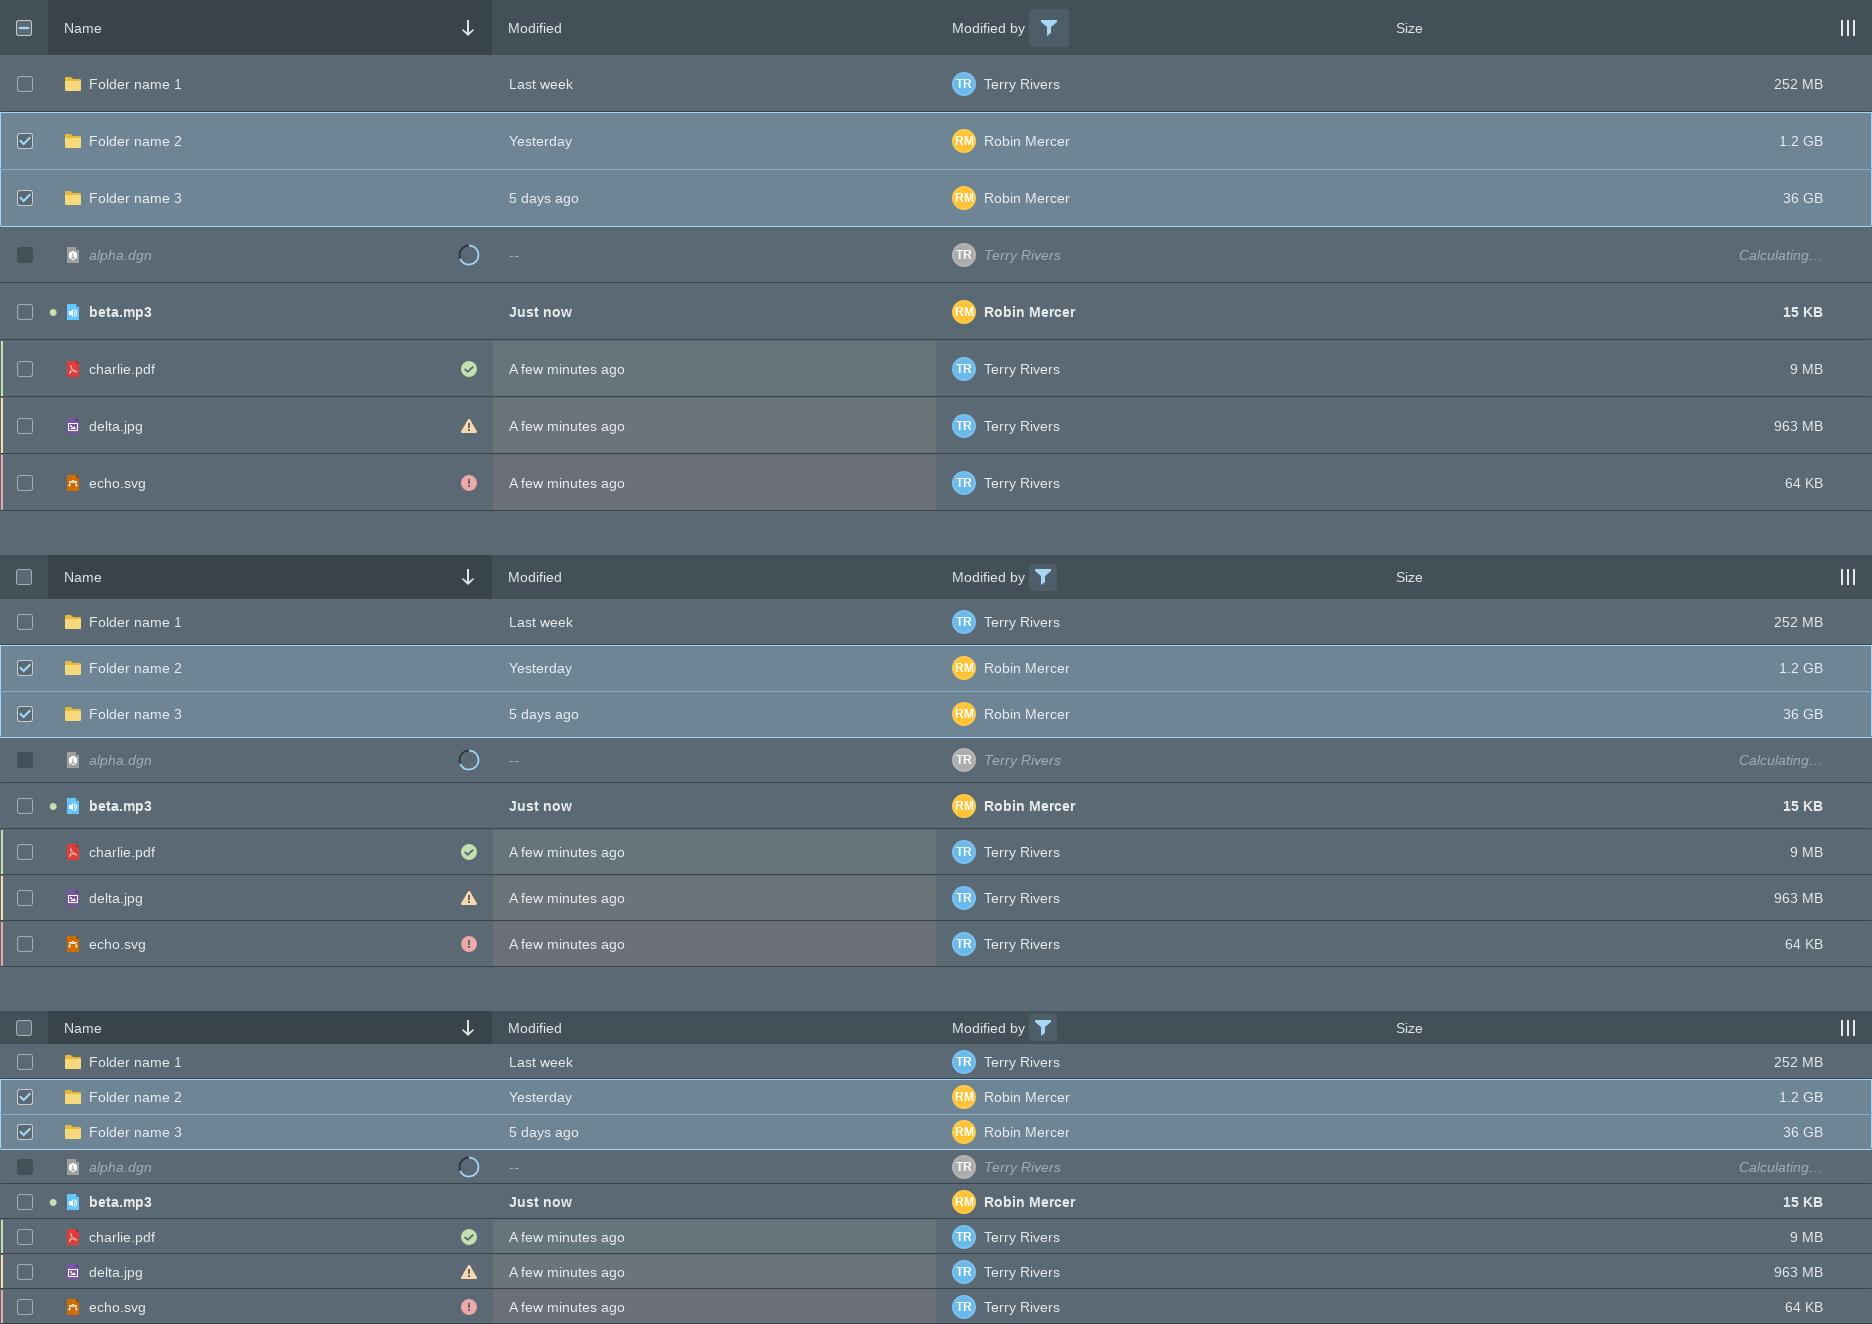 Name Modified Modified by Size
Folder name 1 Last week TR Terry Rivers 252 MB
Folder name 2 Yesterday RM Robin Mercer 1.2 GB
Folder name 3 5 days ago RM Robin Mercer 36 GB
alpha.dgn -- TR Terry Rivers Calculating…
beta.mp3 Just now RM Robin Mercer 15 KB
charlie.pdf A few minutes ago TR Terry Rivers 9 MB
delta.jpg A few minutes ago TR Terry Rivers 963 MB
echo.svg A few minutes ago TR Terry Rivers 64 KB
Name Modified Modified by Size
Folder name 1 Last week TR Terry Rivers 252 MB
Folder name 2 Yesterday RM Robin Mercer 1.2 GB
Folder name 3 5 days ago RM Robin Mercer 36 GB
alpha.dgn -- TR Terry Rivers Calculating…
beta.mp3 Just now RM Robin Mercer 15 KB
charlie.pdf A few minutes ago TR Terry Rivers 9 MB
delta.jpg A few minutes ago TR Terry Rivers 963 MB
echo.svg A few minutes ago TR Terry Rivers 64 KB
Name Modified Modified by Size
Folder name 1 Last week TR Terry Rivers 252 MB
Folder name 2 Yesterday RM Robin Mercer 1.2 GB
Folder name 3 5 days ago RM Robin Mercer 36 GB
alpha.dgn -- TR Terry Rivers Calculating…
beta.mp3 Just now RM Robin Mercer 15 KB
charlie.pdf A few minutes ago TR Terry Rivers 9 MB
delta.jpg A few minutes ago TR Terry Rivers 963 MB
echo.svg A few minutes ago TR Terry Rivers 64 KB